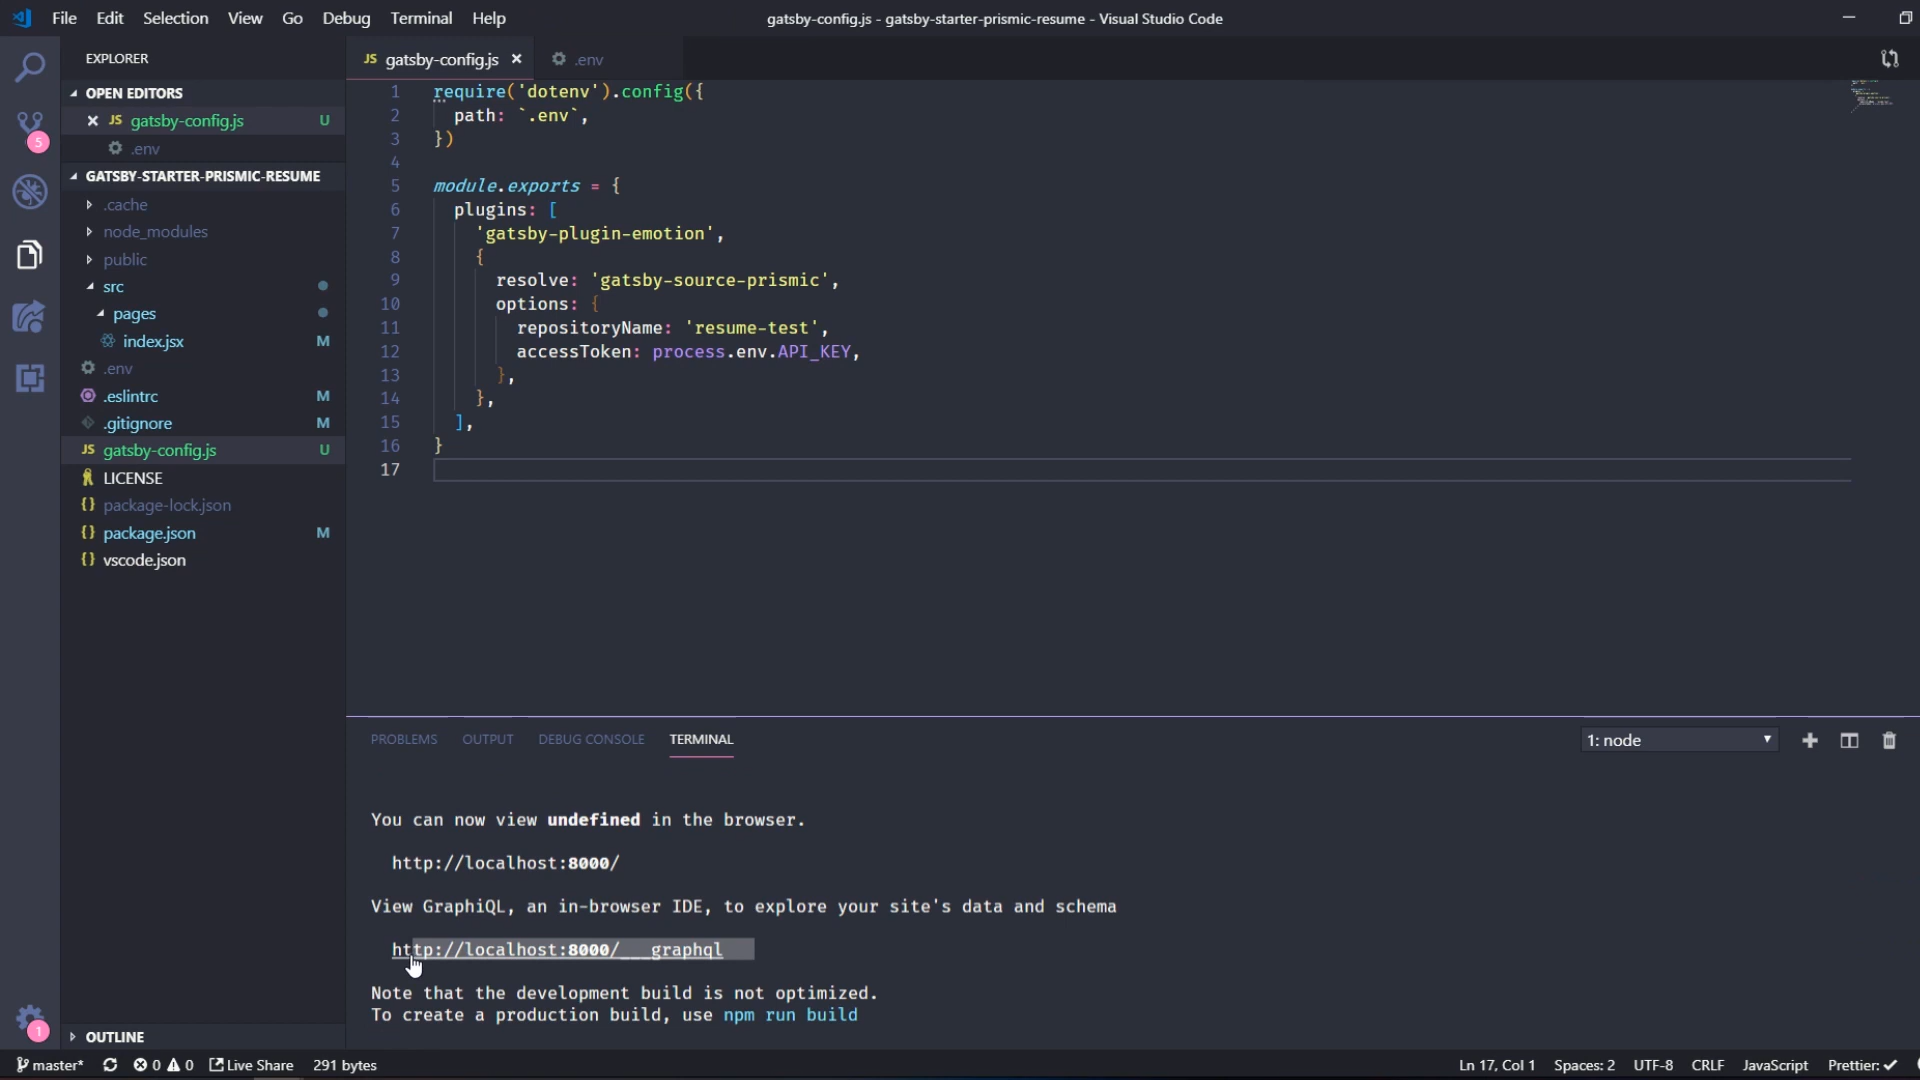 File Edit Selection View Go Debug Terminal Help
gatsby-config.js - gatsby-starter-prismic-resume - Visual Studio Code
EXPLORER
OPEN EDITORS
JS gatsby-config.js U
.env
GATSBY-STARTER-PRISMIC-RESUME
.cache
node_modules
public
src
pages
index.jsx M
.env
.eslintrc M
.gitignore M
JS gatsby-config.js U
LICENSE
{} package-lock.json
{} package.json M
{} vscode.json
OUTLINE
5
1
JS gatsby-config.js × .env
1 require('dotenv').config({
2 path: `.env`,
3 })
4
5 module.exports = {
6 plugins: [
7 'gatsby-plugin-emotion',
8 {
9 resolve: 'gatsby-source-prismic',
10 options: {
11 repositoryName: 'resume-test',
12 accessToken: process.env.API_KEY,
13 },
14 },
15 ],
16 }
17
PROBLEMS OUTPUT DEBUG CONSOLE TERMINAL
1: node
You can now view undefined in the browser.
http://localhost:8000/
View GraphiQL, an in-browser IDE, to explore your site's data and schema
http://localhost:8000/___graphql
Note that the development build is not optimized.
To create a production build, use npm run build
master* 0 0 Live Share 291 bytes
Ln 17, Col 1 Spaces: 2 UTF-8 CRLF JavaScript Prettier: ✓